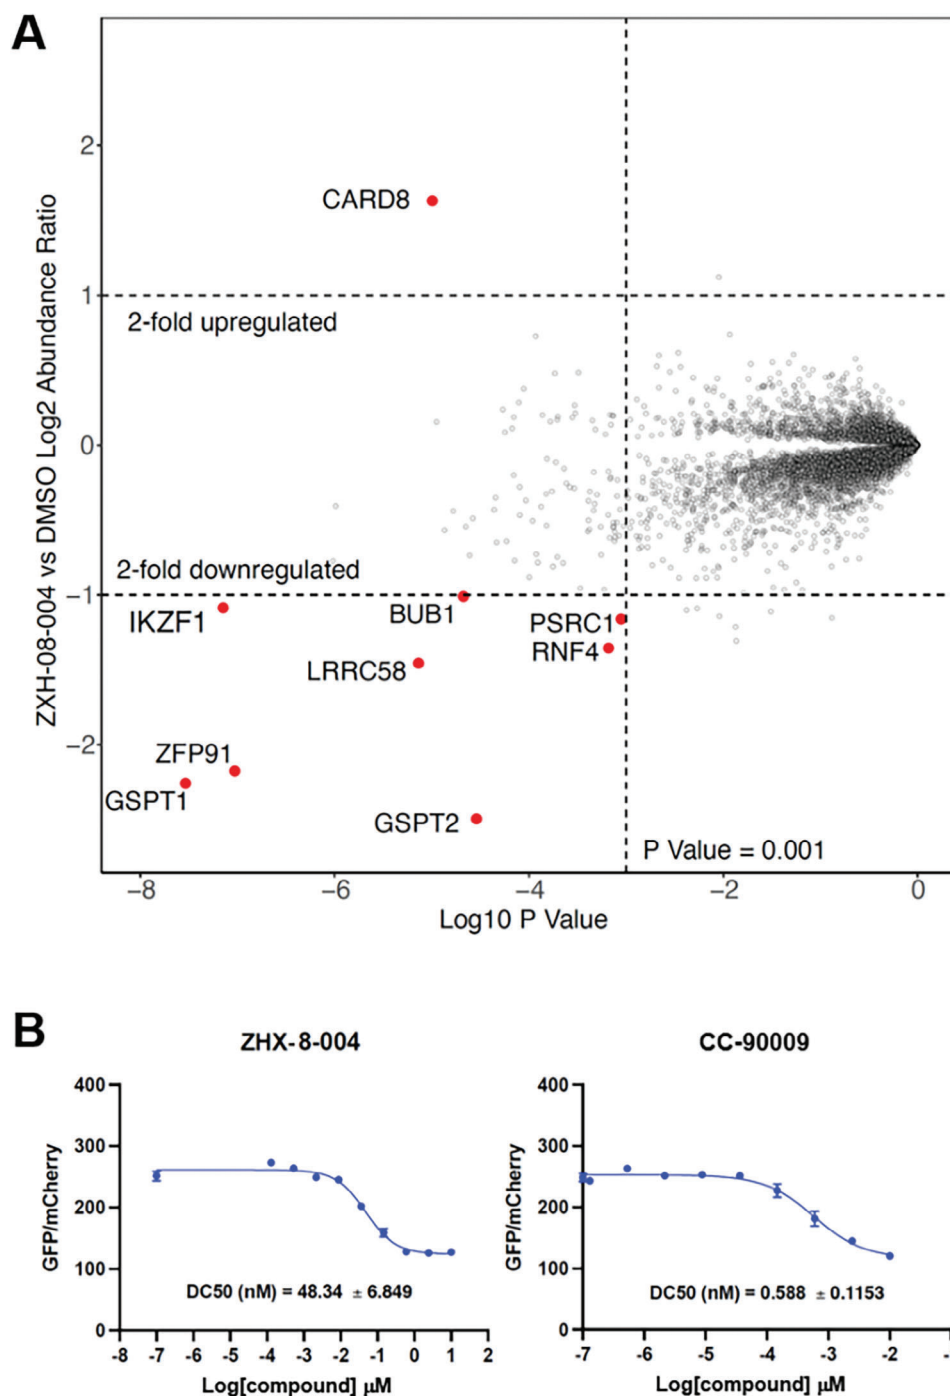 A
ZXH-08-004 vs DMSO Log2 Abundance Ratio
2
1
0
−1
−2
CARD8
2-fold upregulated
2-fold downregulated
IKZF1
BUB1
PSRC1
RNF4
LRRC58
ZFP91
GSPT1
GSPT2
P Value = 0.001
−8
−6
−4
−2
0
Log10 P Value
B
ZHX-8-004
GFP/mCherry
400
300
200
100
0
DC50 (nM) = 48.34 ± 6.849
-8 -7 -6 -5 -4 -3 -2 -1 0 1 2
Log[compound] μM
CC-90009
GFP/mCherry
400
300
200
100
0
DC50 (nM) = 0.588 ± 0.1153
-7 -6 -5 -4 -3 -2
Log[compound] μM